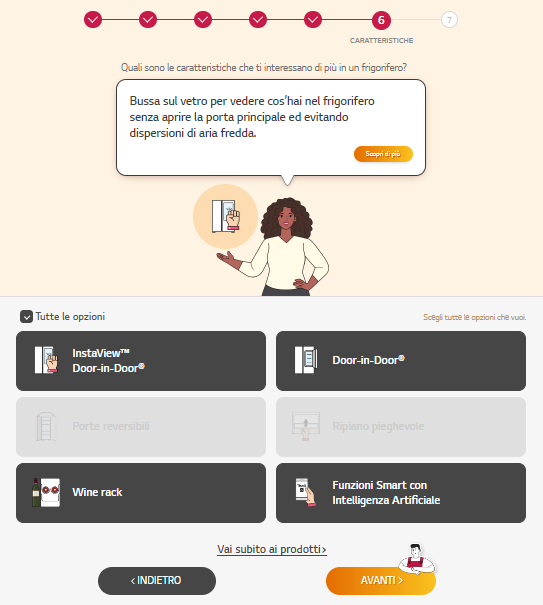 6
7
CARATTERISTICHE
Quali sono le caratteristiche che ti interessano di più in un frigorifero?
Bussa sul vetro per vedere cos'hai nel frigorifero
senza aprire la porta principale ed evitando
dispersioni di aria fredda.
Scopri di più
Tutte le opzioni
Scegli tutte le opzioni che vuoi.
InstaView™
Door-in-Door®
Door-in-Door®
Porte reversibili
Ripiano pieghevole
Wine rack
Funzioni Smart con
Intelligenza Artificiale
Vai subito ai prodotti>
< INDIETRO
AVANTI >